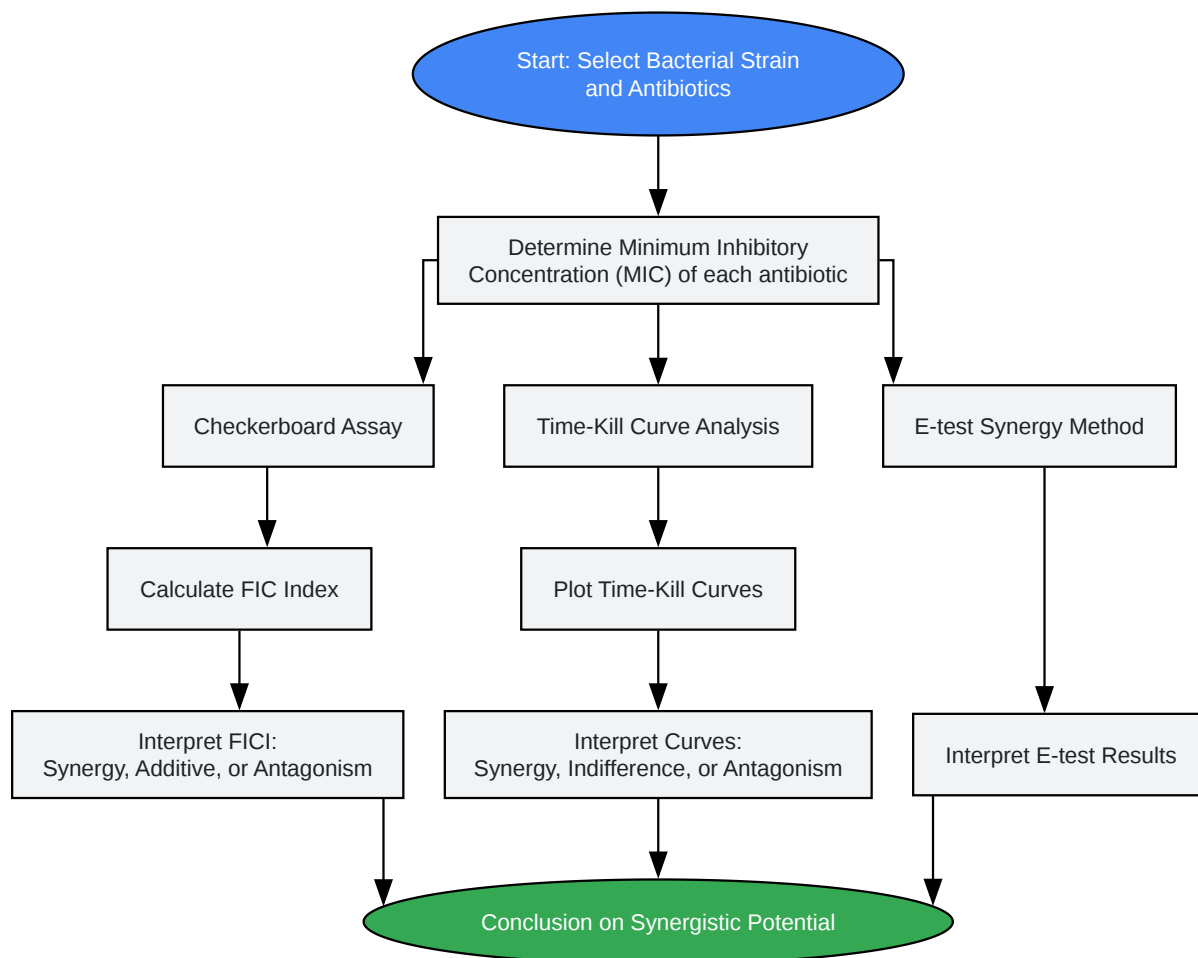 Start: Select Bacterial Strain
and Antibiotics
Determine Minimum Inhibitory
Concentration (MIC) of each antibiotic
Checkerboard Assay
Time-Kill Curve Analysis
E-test Synergy Method
Calculate FIC Index
Plot Time-Kill Curves
Interpret FICI:
Synergy, Additive, or Antagonism
Interpret Curves:
Synergy, Indifference, or Antagonism
Interpret E-test Results
Conclusion on Synergistic Potential